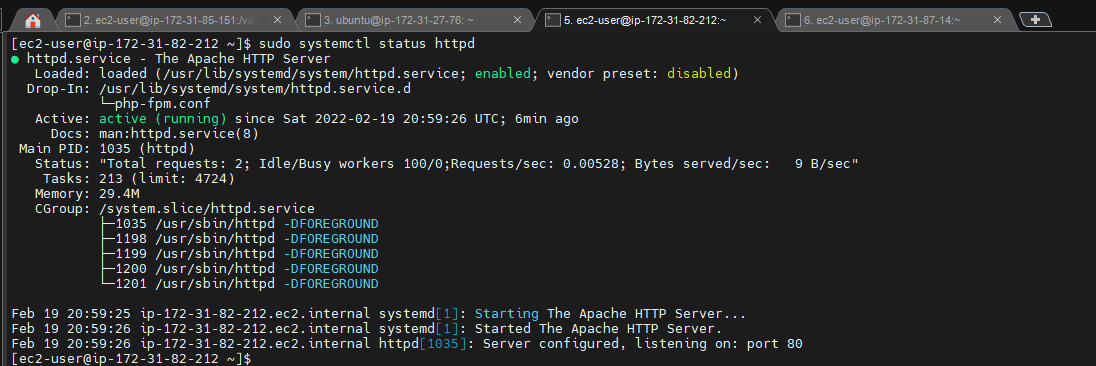 2. ec2-user@ip-172-31-85-151:/va
3. ubuntu@ip-172-31-27-76: ~
5. ec2-user@ip-172-31-82-212:~
6. ec2-user@ip-172-31-87-14:~
[ec2-user@ip-172-31-82-212 ~]$ sudo systemctl status httpd
● httpd.service - The Apache HTTP Server
   Loaded: loaded (/usr/lib/systemd/system/httpd.service; enabled; vendor preset: disabled)
  Drop-In: /usr/lib/systemd/system/httpd.service.d
           └─php-fpm.conf
   Active: active (running) since Sat 2022-02-19 20:59:26 UTC; 6min ago
     Docs: man:httpd.service(8)
 Main PID: 1035 (httpd)
   Status: "Total requests: 2; Idle/Busy workers 100/0;Requests/sec: 0.00528; Bytes served/sec:   9 B/sec"
    Tasks: 213 (limit: 4724)
   Memory: 29.4M
   CGroup: /system.slice/httpd.service
           ├─1035 /usr/sbin/httpd -DFOREGROUND
           ├─1198 /usr/sbin/httpd -DFOREGROUND
           ├─1199 /usr/sbin/httpd -DFOREGROUND
           ├─1200 /usr/sbin/httpd -DFOREGROUND
           └─1201 /usr/sbin/httpd -DFOREGROUND

Feb 19 20:59:25 ip-172-31-82-212.ec2.internal systemd[1]: Starting The Apache HTTP Server...
Feb 19 20:59:26 ip-172-31-82-212.ec2.internal systemd[1]: Started The Apache HTTP Server.
Feb 19 20:59:26 ip-172-31-82-212.ec2.internal httpd[1035]: Server configured, listening on: port 80
[ec2-user@ip-172-31-82-212 ~]$